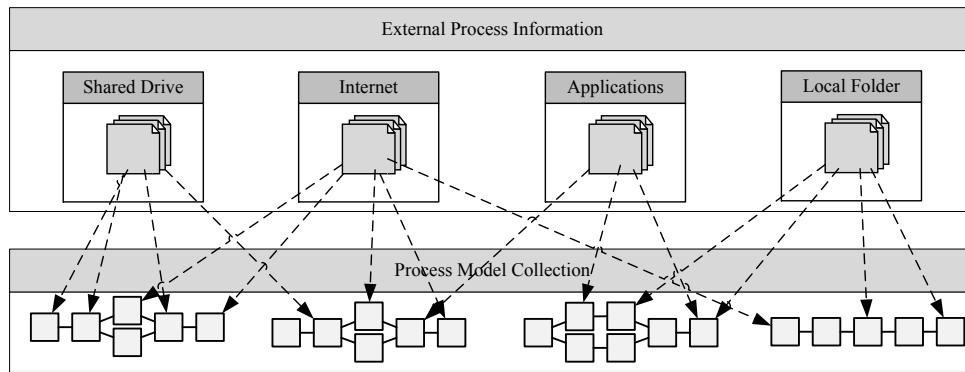 External Process Information
Shared Drive
Internet
Applications
Local Folder
Process Model Collection